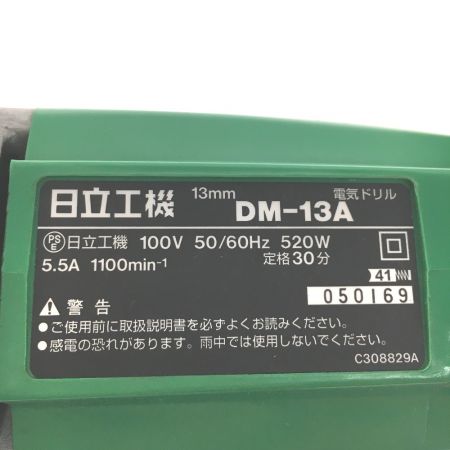 日立工機 13mm DM-13A 電気ドリル
PSE 日立工機 100V 50/60Hz 520W
5.5A 1100min⁻¹ 定格30分
41
050169
⚠ 警告
●ご使用前に取扱説明書を必ずよくお読みください。
●感電の恐れがあります。雨中では使用しないでください。
C308829A